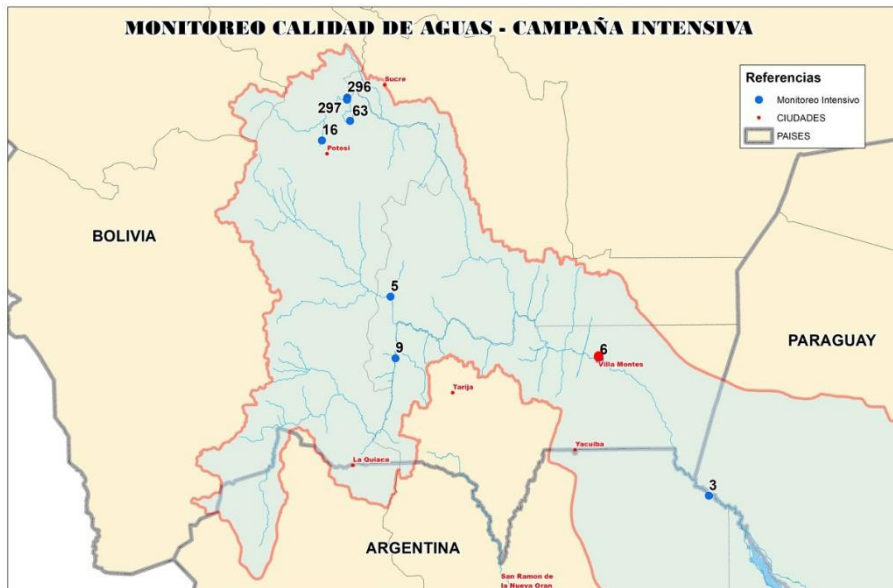 MONITOREO CALIDAD DE AGUAS - CAMPAÑA INTENSIVA
Referencias
Monitoreo Intensivo
CIUDADES
PAISES
Sucre
296
297
63
16
Potosi
BOLIVIA
5
9
6
Villa Montes
PARAGUAY
Tarija
Yacuiba
La Quiaca
3
ARGENTINA
San Ramon de
la Nueva Oran